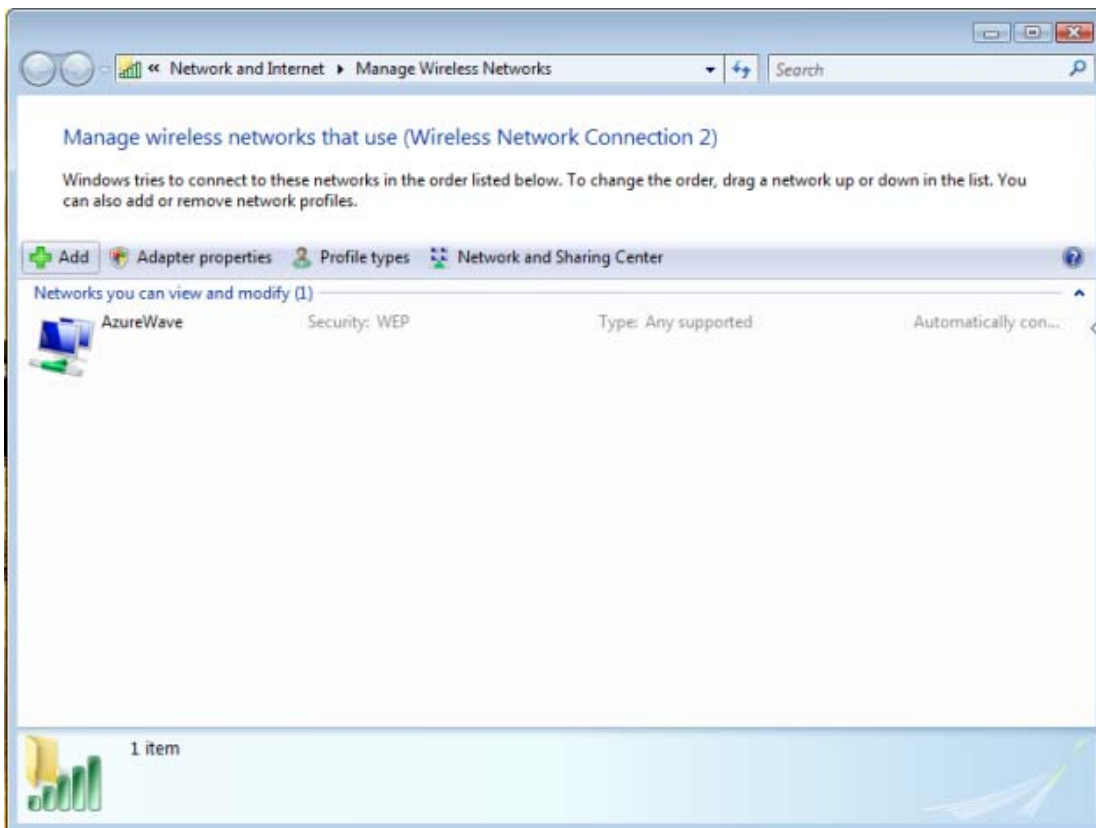 « Network and Internet ▸ Manage Wireless Networks
Search
Manage wireless networks that use (Wireless Network Connection 2)
Windows tries to connect to these networks in the order listed below. To change the order, drag a network up or down in the list. You
can also add or remove network profiles.
Add Adapter properties Profile types Network and Sharing Center
Networks you can view and modify (1)
AzureWave Security: WEP Type: Any supported Automatically con...
1 item